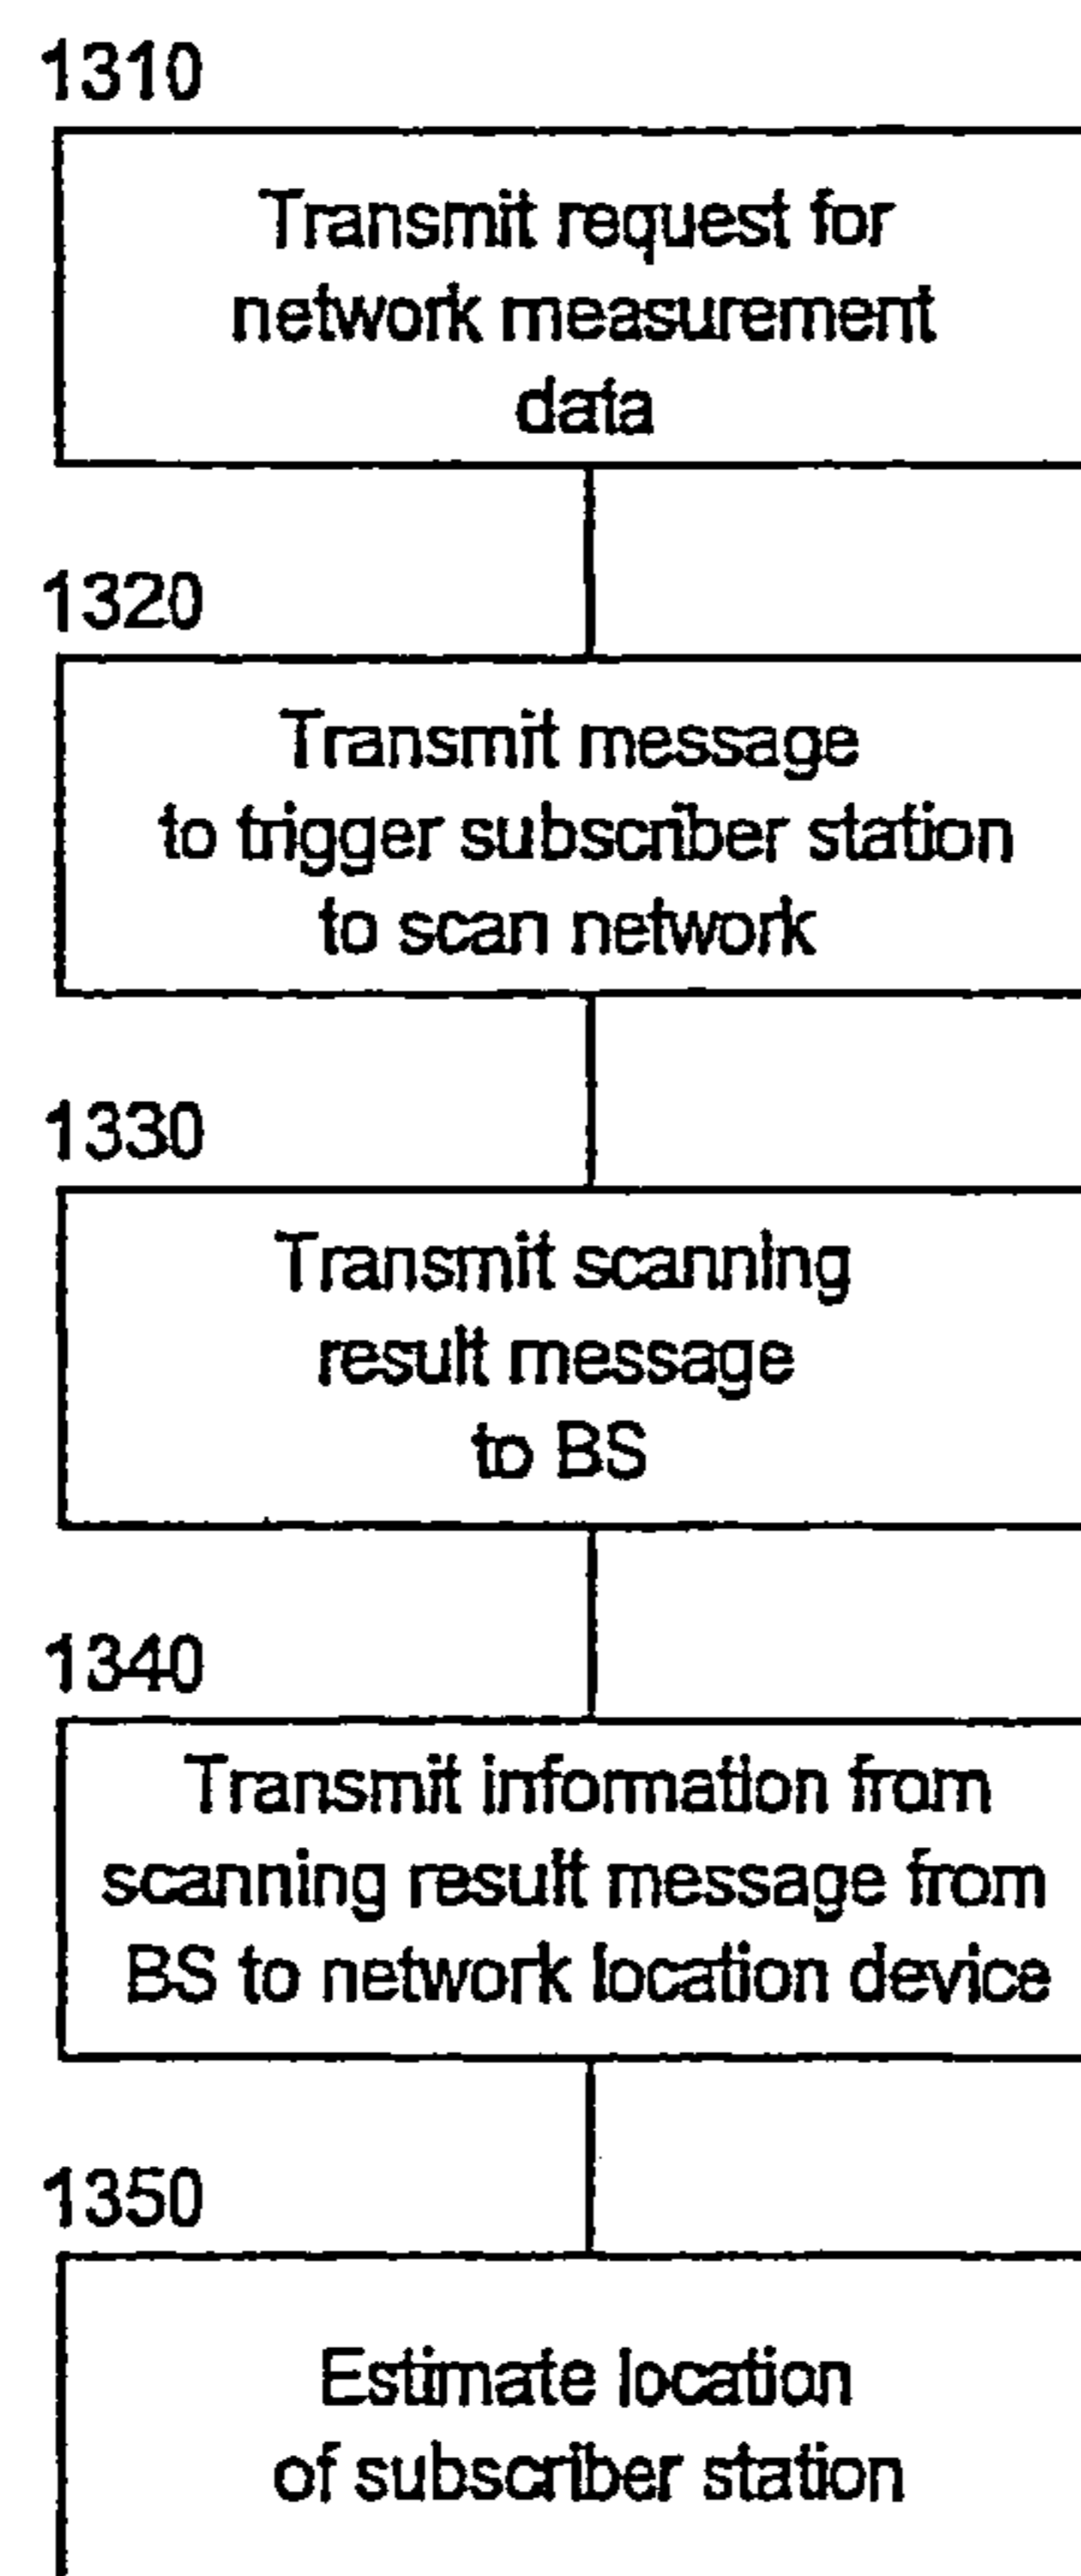 1310
Transmit request for
network measurement
data
1320
Transmit message
to trigger subscriber station
to scan network
1330
Transmit scanning
result message
to BS
1340
Transmit information from
scanning result message from
BS to network location device
1350
Estimate location
of subscriber station